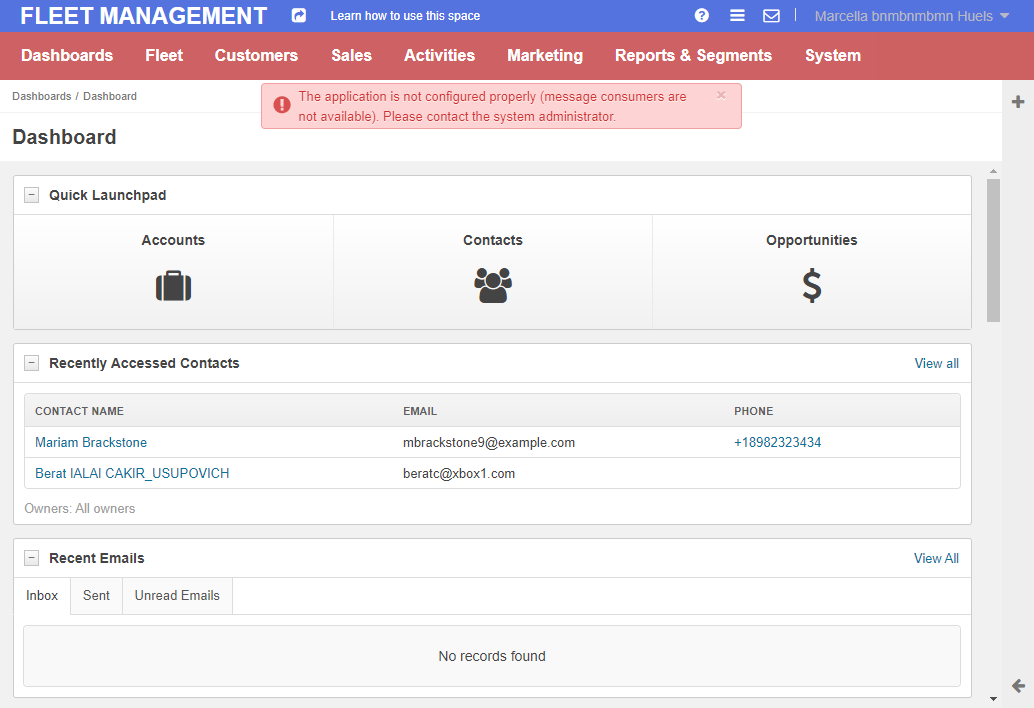 FLEET MANAGEMENT Learn how to use this space Marcella bnmbnmbmn Huels
Dashboards Fleet Customers Sales Activities Marketing Reports & Segments System
Dashboards / Dashboard
The application is not configured properly (message consumers are
not available). Please contact the system administrator.
×
Dashboard
Quick Launchpad
Accounts Contacts Opportunities
Recently Accessed Contacts View all
CONTACT NAME EMAIL PHONE
Mariam Brackstone mbrackstone9@example.com +18982323434
Berat IALAI CAKIR_USUPOVICH beratc@xbox1.com
Owners: All owners
Recent Emails View All
Inbox Sent Unread Emails
No records found